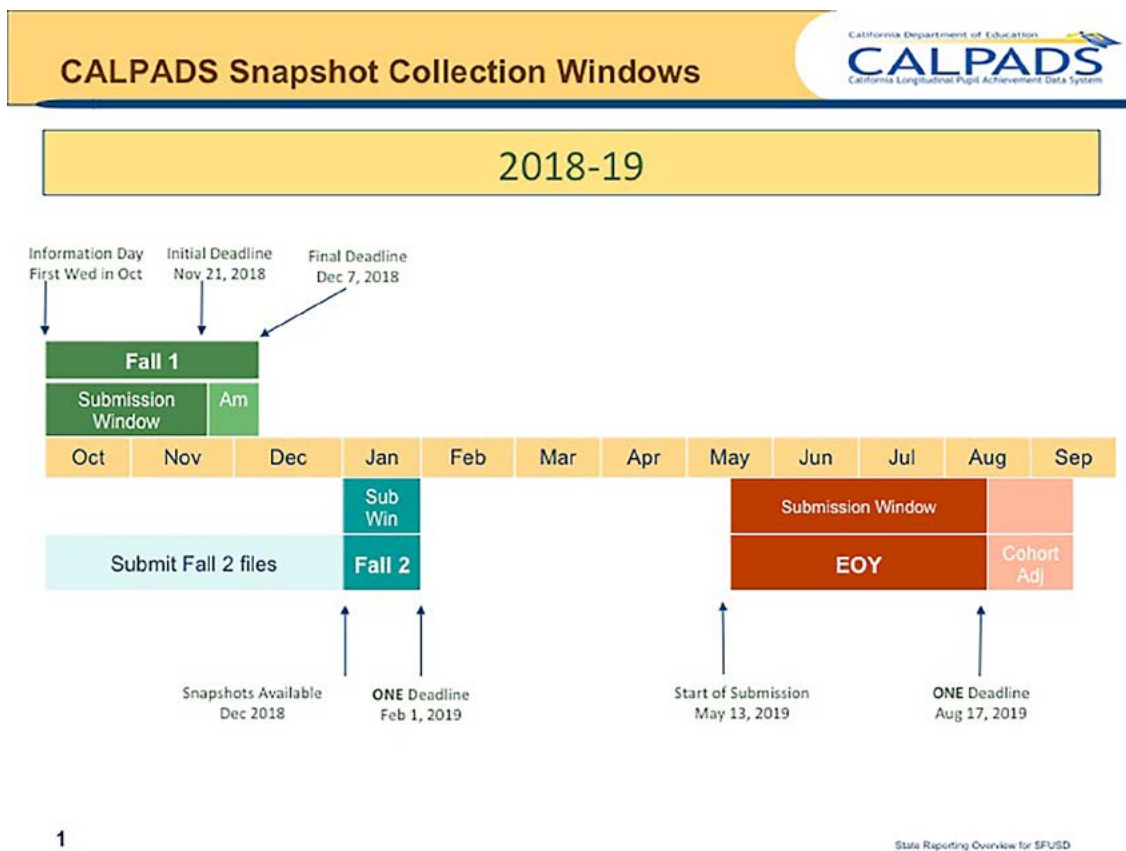 California Department of Education
CALPADS
California Longitudinal Pupil Achievement Data System
CALPADS Snapshot Collection Windows
2018-19
Information Day
First Wed in Oct
Initial Deadline
Nov 21, 2018
Final Deadline
Dec 7, 2018
Fall 1
Submission
Window
Am
Oct Nov Dec Jan Feb Mar Apr May Jun Jul Aug Sep
Sub
Win
Submission Window
Submit Fall 2 files
Fall 2
EOY
Cohort
Adj
Snapshots Available
Dec 2018
ONE Deadline
Feb 1, 2019
Start of Submission
May 13, 2019
ONE Deadline
Aug 17, 2019
1
State Reporting Overview for SFUSD